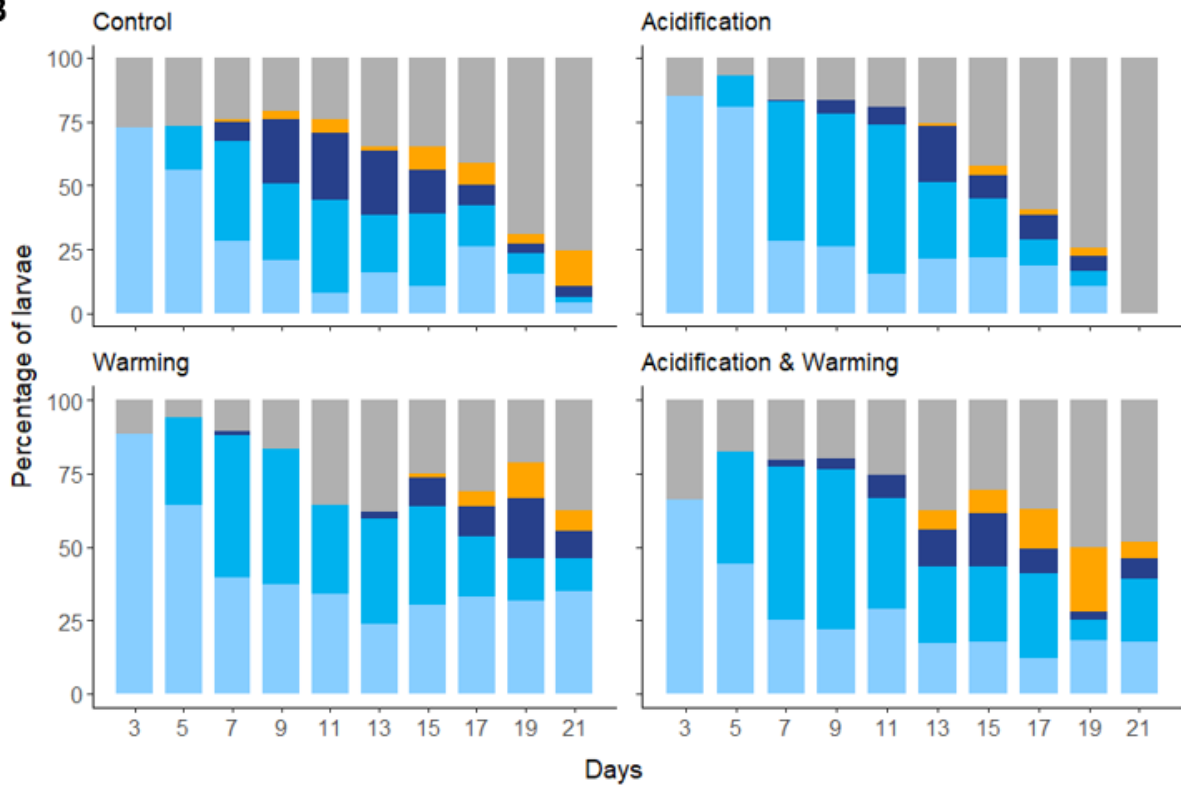 Control
Acidification
100
75
50
25
0
Warming
Acidification & Warming
100
75
50
25
0
3 5 7 9 11 13 15 17 19 21
3 5 7 9 11 13 15 17 19 21
Percentage of larvae
Days